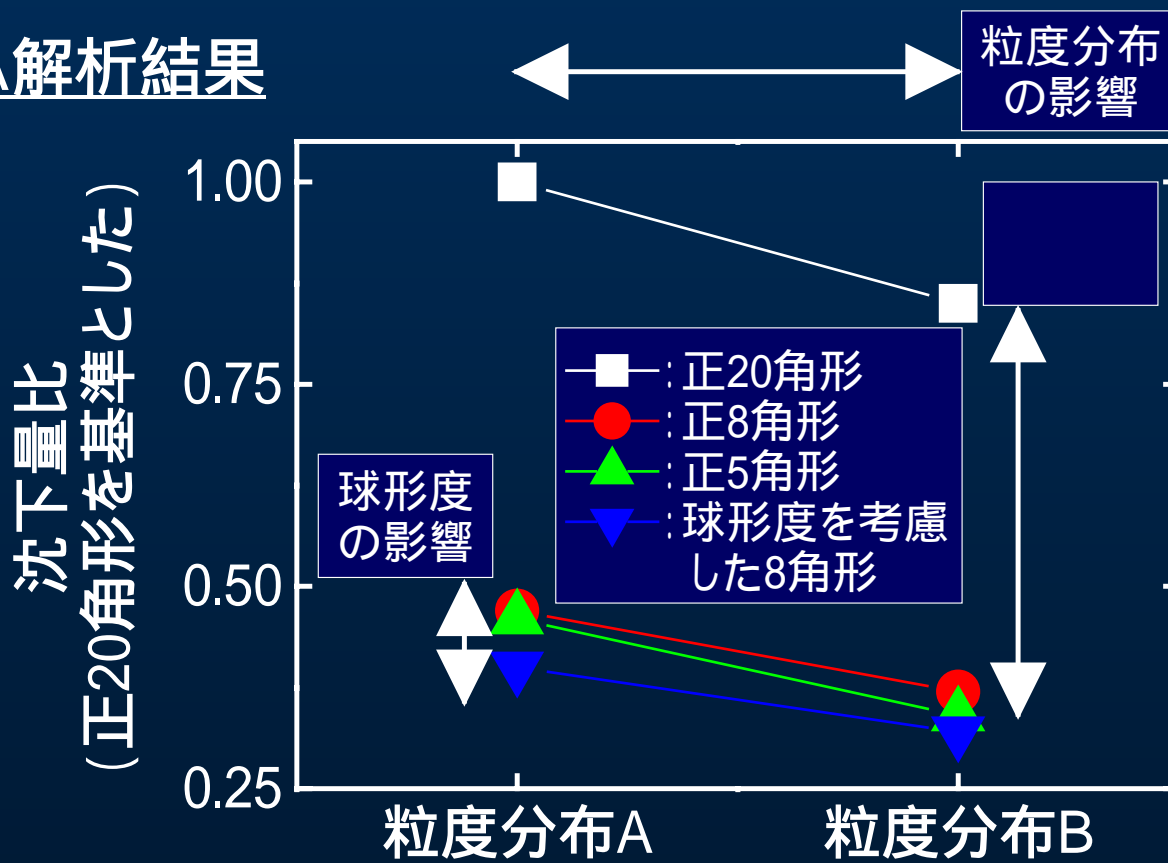 解析結果
粒度分布
の影響
1.00
0.75
0.50
0.25
沈下量比
(正20角形を基準とした)
: 正20角形
: 正8角形
: 正5角形
: 球形度を考慮
した8角形
球形度
の影響
粒度分布A
粒度分布B